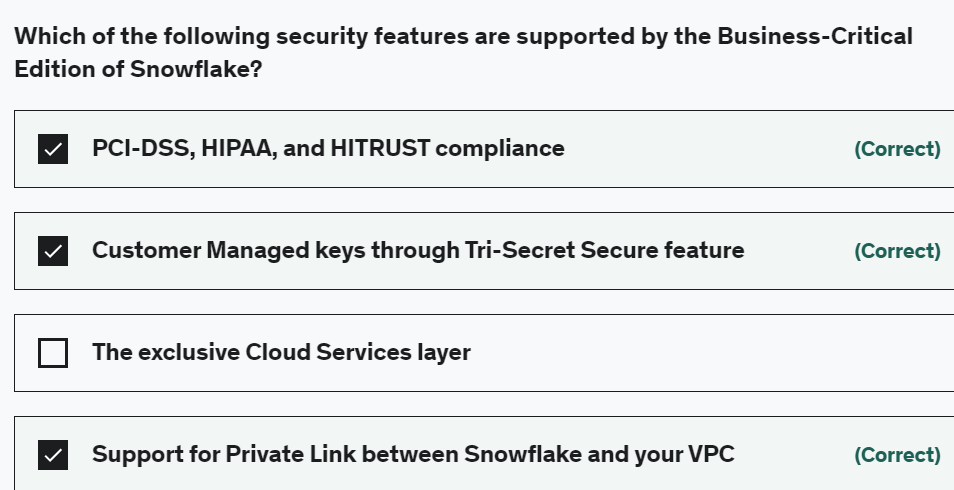 Which of the following security features are supported by the Business-Critical
Edition of Snowflake?
PCI-DSS, HIPAA, and HITRUST compliance (Correct)
Customer Managed keys through Tri-Secret Secure feature (Correct)
The exclusive Cloud Services layer
Support for Private Link between Snowflake and your VPC (Correct)